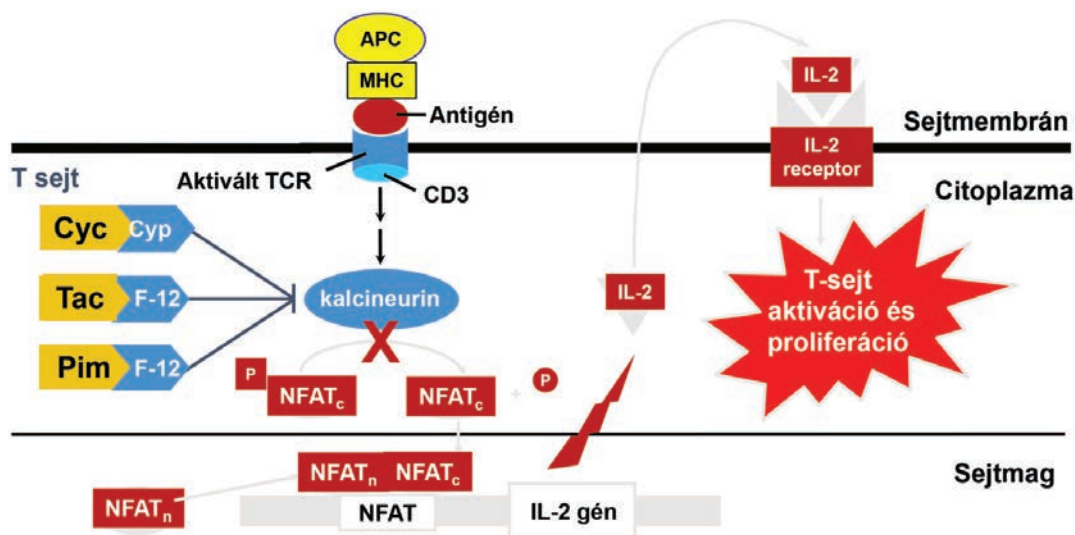 APC
MHC
Antigén
IL-2
Sejtmembrán
IL-2
receptor
T sejt
Aktivált TCR
CD3
Citoplazma
Cyc Cyp
Tac F-12
Pim F-12
kalcineurin
X
IL-2
T-sejt
aktiváció és
proliferáció
P
NFATc
NFATc
+ P
NFATn NFATc
Sejtmag
NFATn
NFAT
IL-2 gén